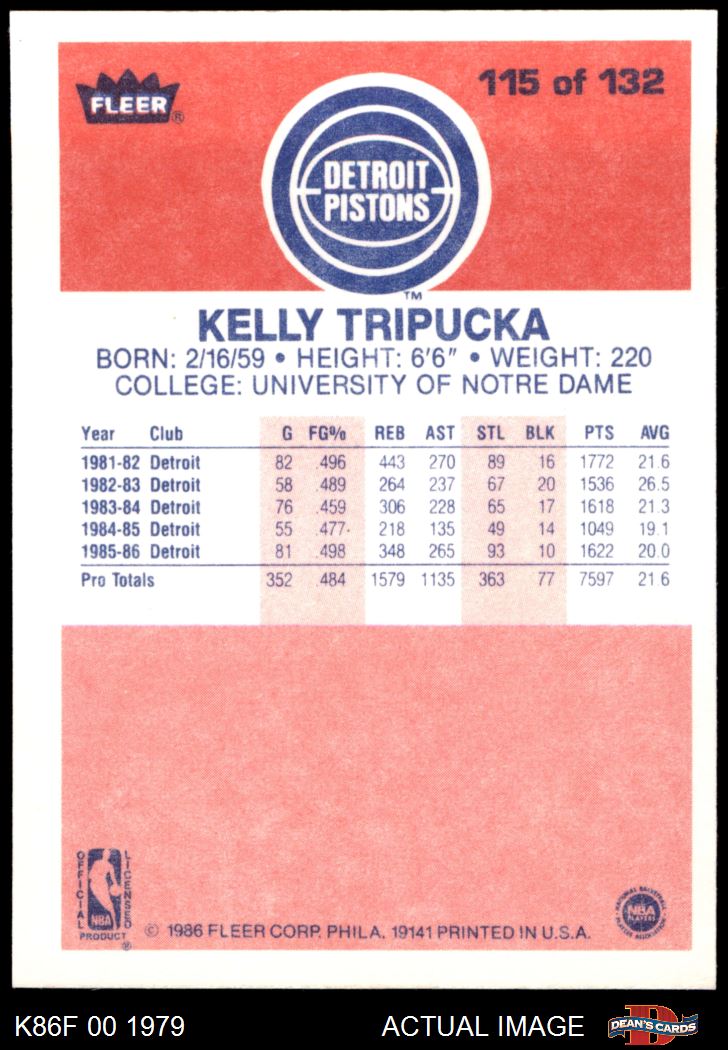 FLEER ®
115 of 132
DETROIT
PISTONS
TM
KELLY TRIPUCKA
BORN: 2/16/59 • HEIGHT: 6'6" • WEIGHT: 220
COLLEGE: UNIVERSITY OF NOTRE DAME
Year Club G FG% REB AST STL BLK PTS AVG
1981-82 Detroit 82 .496 443 270 89 16 1772 21.6
1982-83 Detroit 58 .489 264 237 67 20 1536 26.5
1983-84 Detroit 76 .459 306 228 65 17 1618 21.3
1984-85 Detroit 55 .477 218 135 49 14 1049 19.1
1985-86 Detroit 81 .498 348 265 93 10 1622 20.0
Pro Totals 352 .484 1579 1135 363 77 7597 21.6
OFFICIAL
LICENSED
NBA
PRODUCT ®
© 1986 FLEER CORP. PHILA. 19141 PRINTED IN U.S.A.
NATIONAL BASKETBALL
NBA
PLAYERS
PLAYERS ASSOCIATION
K86F 00 1979
ACTUAL IMAGE
D
DEAN'S CARDS